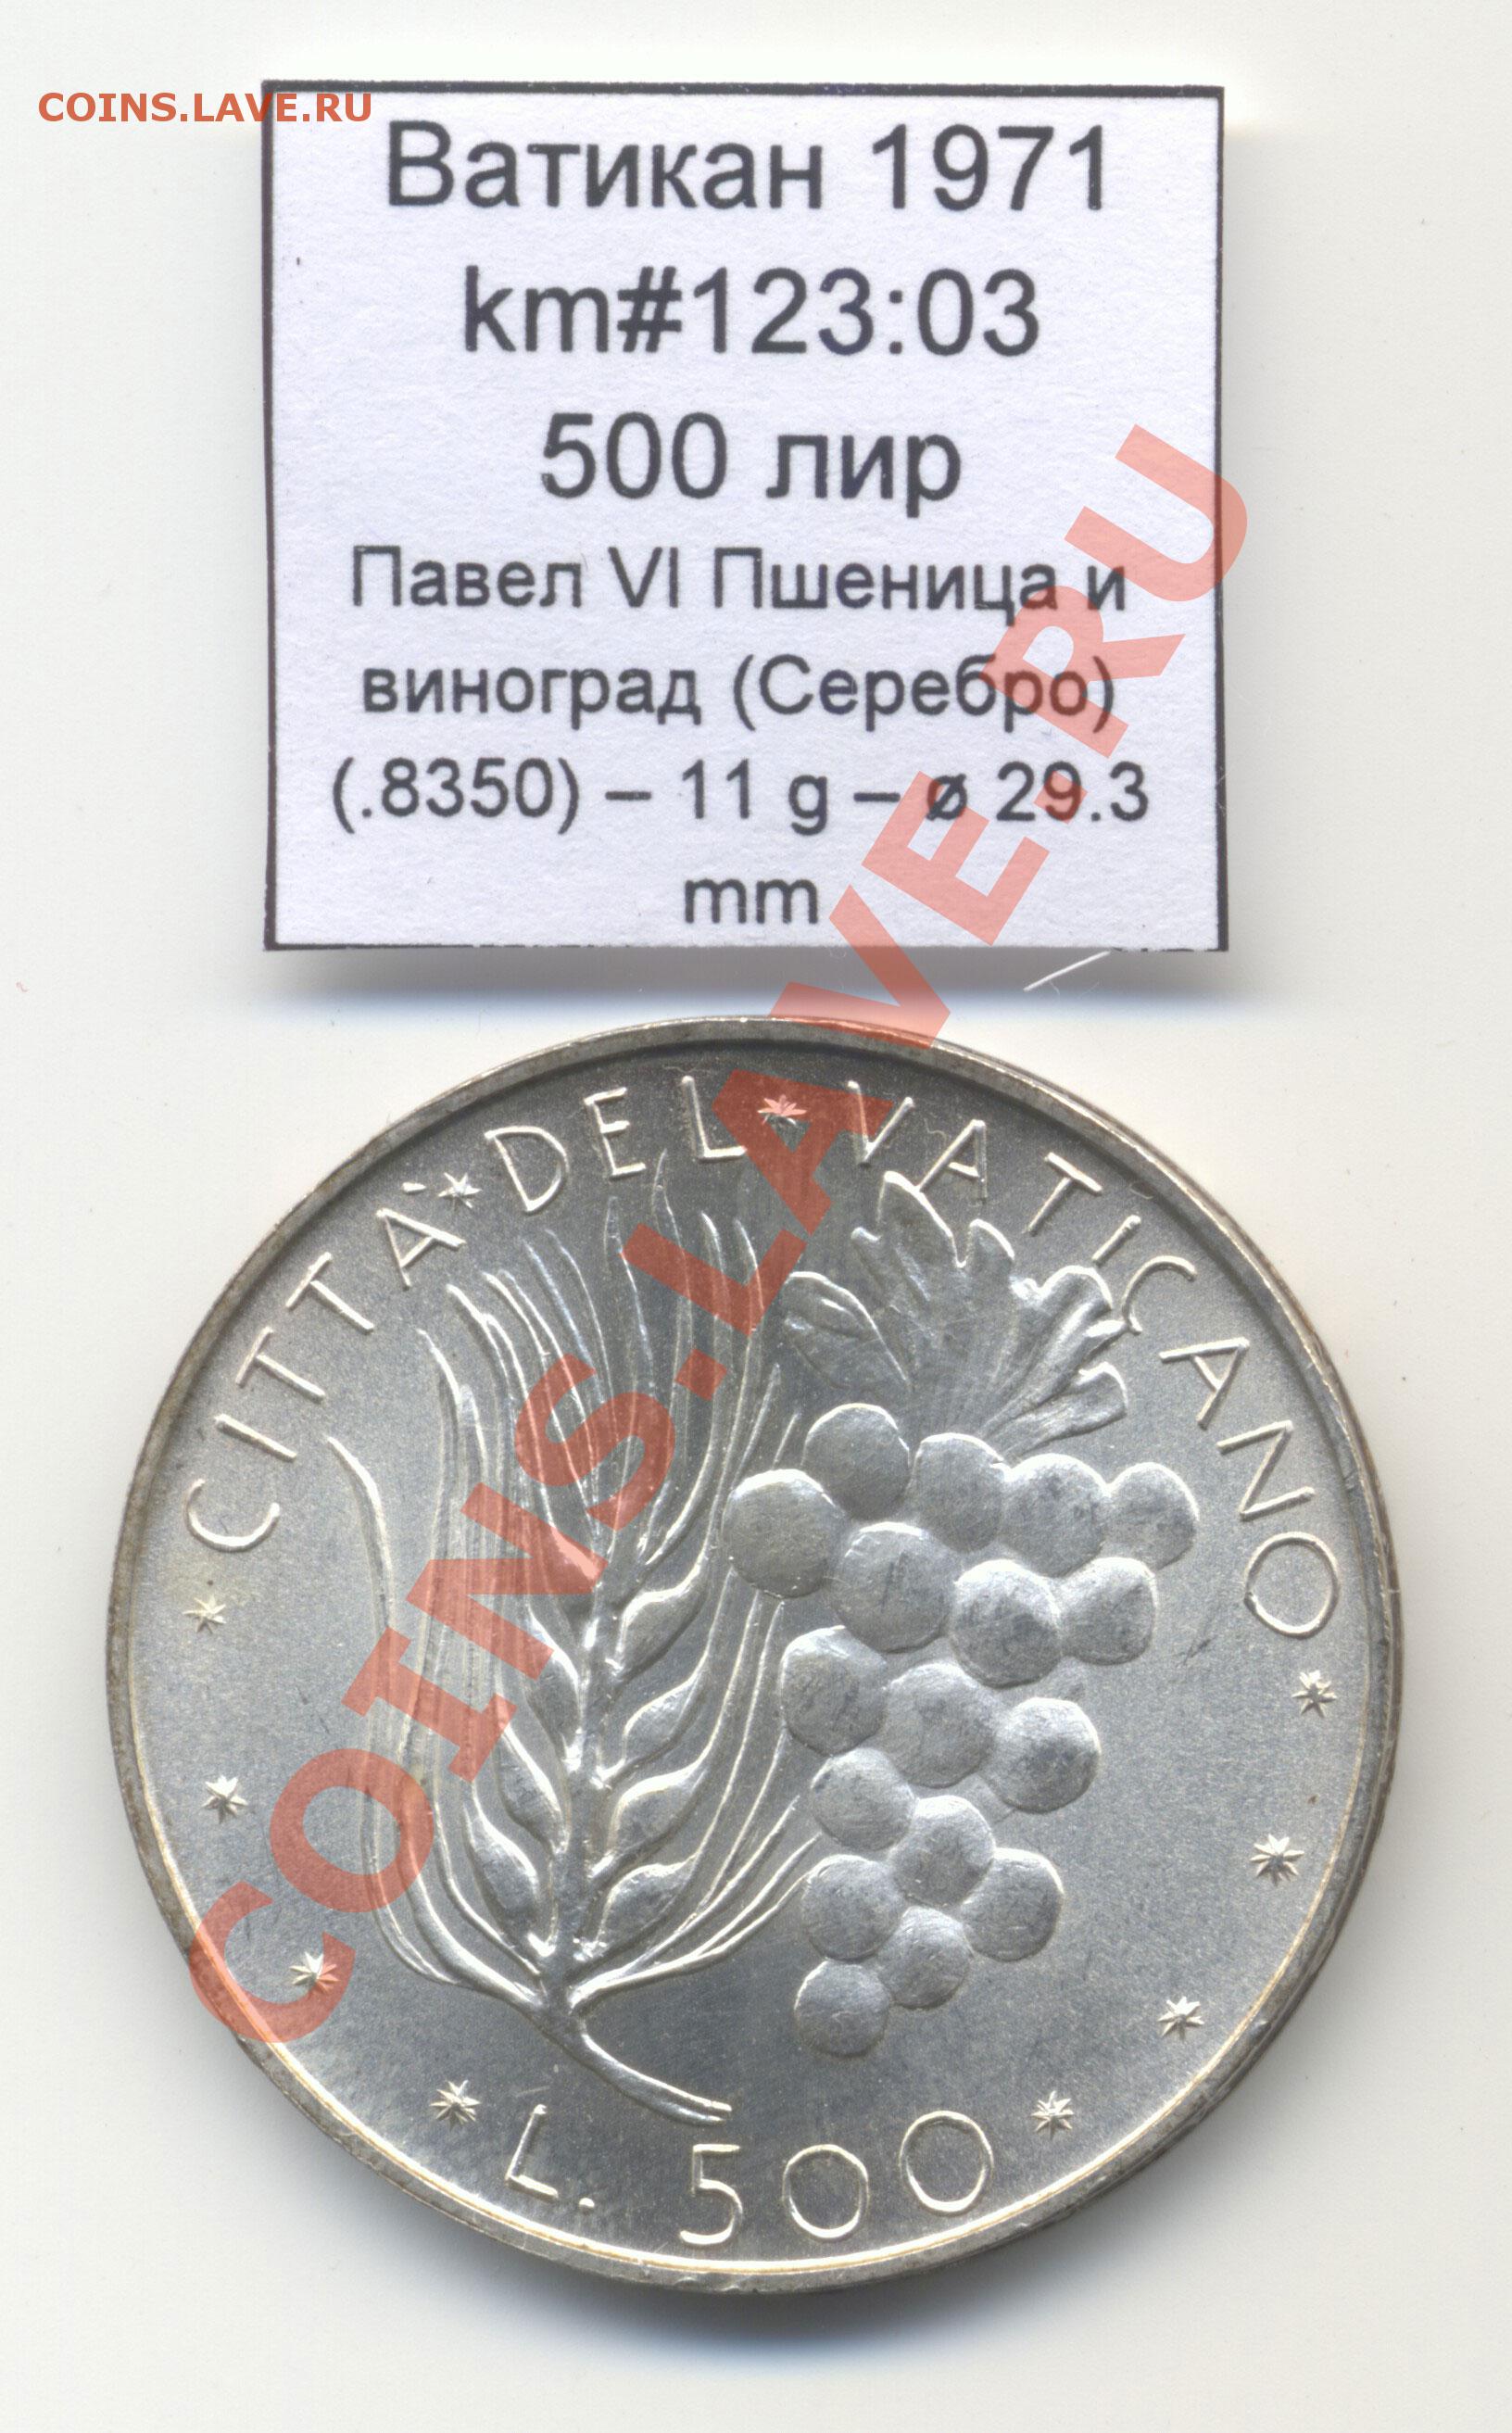 COINS.LAVE.RU
Ватикан 1971
km#123:03
500 лир
Павел VI Пшеница и
виноград (Серебро)
(.8350) – 11 g – ø 29.3
mm
COINS.LAVE.RU
CITTA' * DEL * VATICANO
L. 500